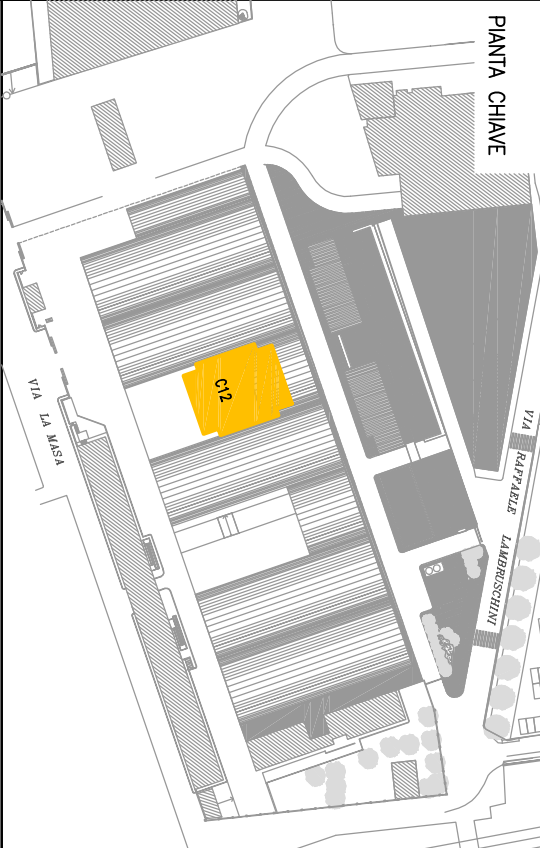 PIANTA CHIAVE
C12
VIA LA MASA
VIA RAFFAELE LAMBRUSCHINI